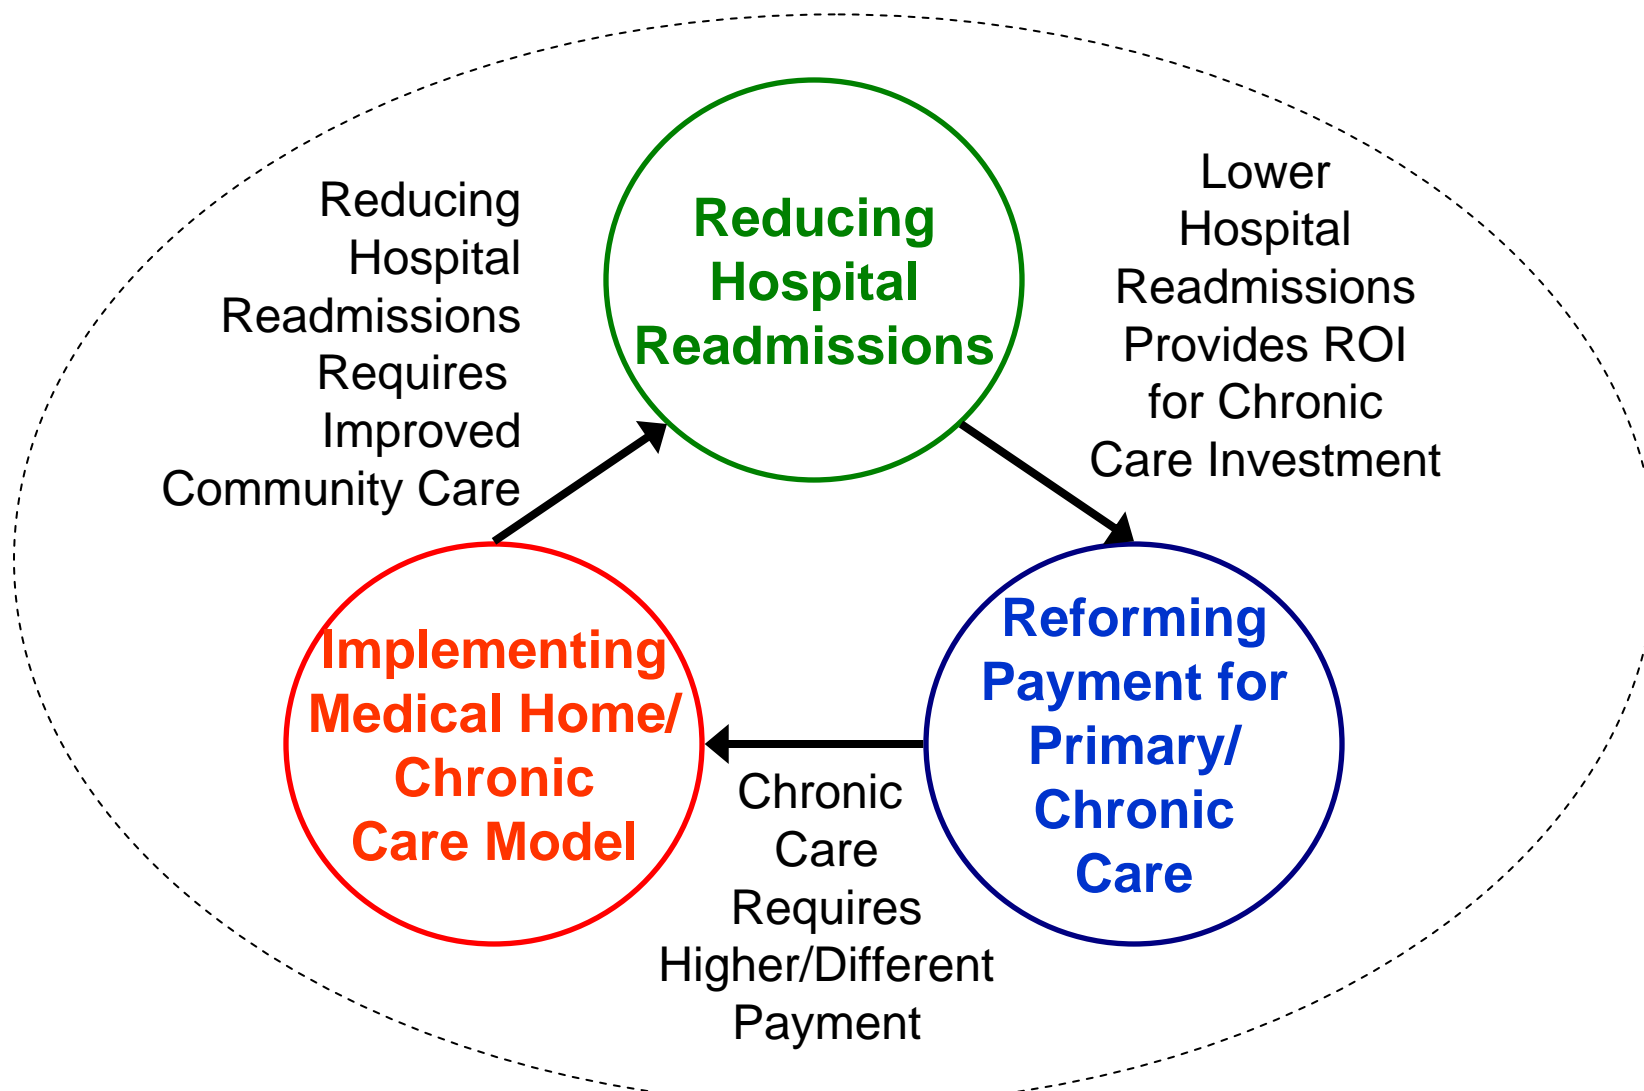 Reducing
Hospital
Readmissions
Reducing
Hospital
Readmissions
Requires
Improved
Community Care
Lower
Hospital
Readmissions
Provides ROI
for Chronic
Care Investment
Implementing
Medical Home/
Chronic
Care Model
Chronic
Care
Requires
Higher/Different
Payment
Reforming
Payment for
Primary/
Chronic
Care